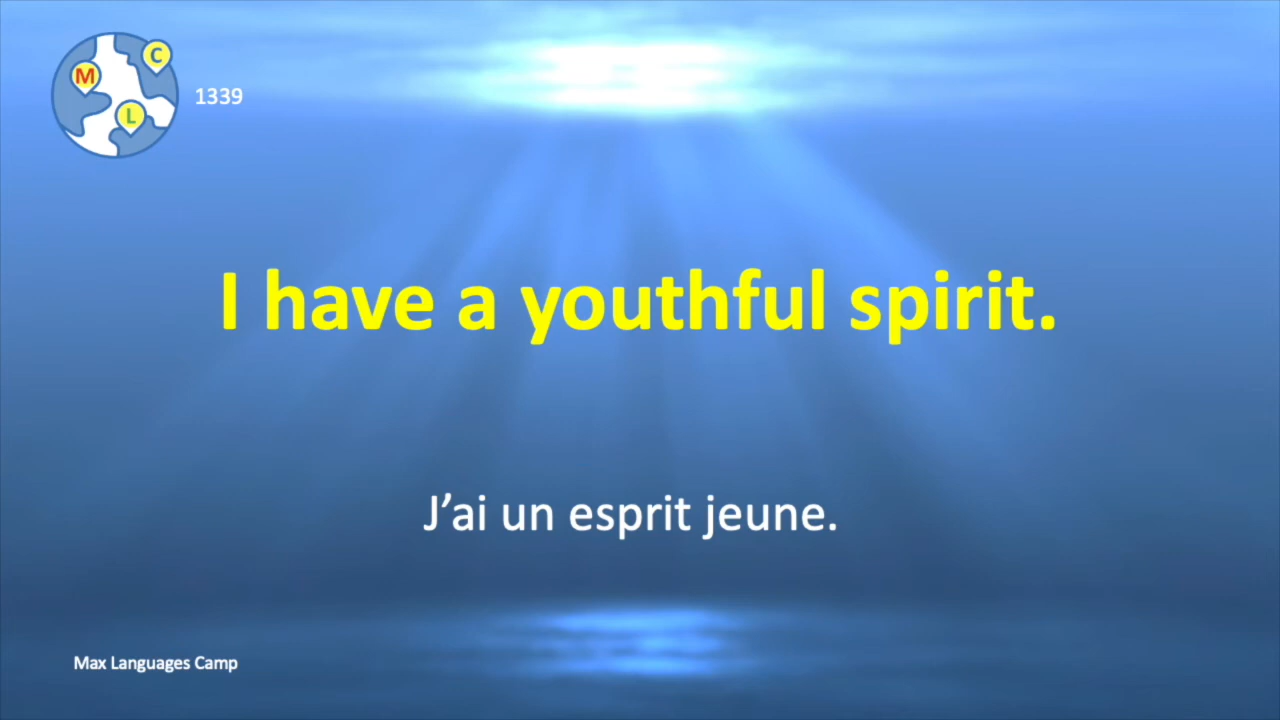 M
C
L
1339
I have a youthful spirit.
J’ai un esprit jeune.
Max Languages Camp